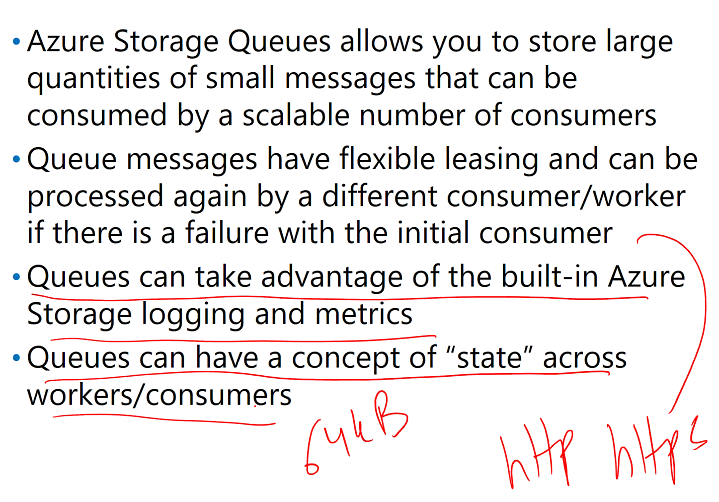 • Azure Storage Queues allows you to store large
quantities of small messages that can be
consumed by a scalable number of consumers
• Queue messages have flexible leasing and can be
processed again by a different consumer/worker
if there is a failure with the initial consumer
• Queues can take advantage of the built-in Azure
Storage logging and metrics
• Queues can have a concept of “state” across
workers/consumers
64kB
http https